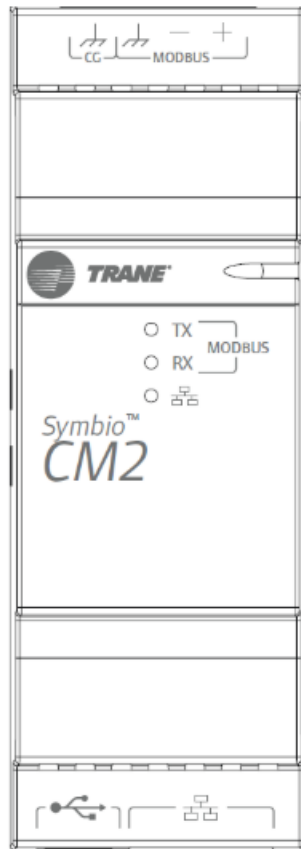 − +
CG MODBUS
TRANE®
TX
MODBUS
RX
Symbio™
CM2